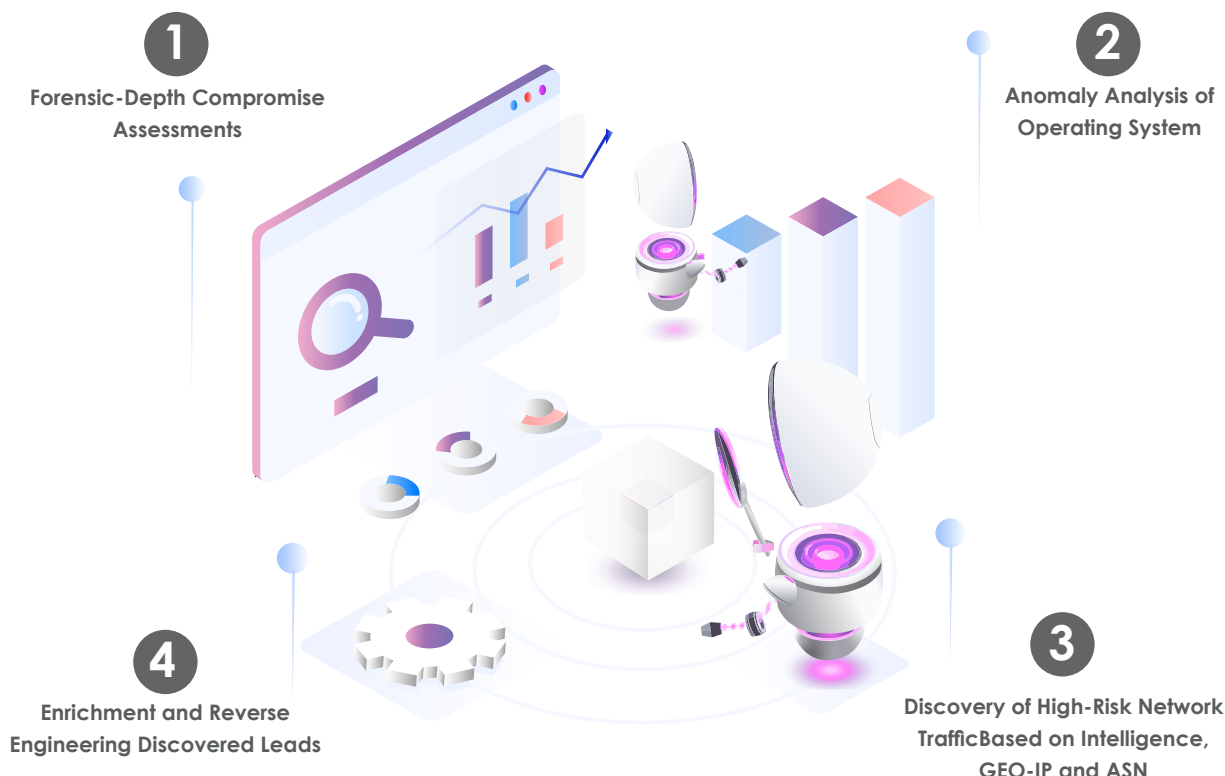 1
Forensic-Depth Compromise
Assessments
2
Anomaly Analysis of
Operating System
3
Discovery of High-Risk Network
TrafficBased on Intelligence,
GEO-IP and ASN
4
Enrichment and Reverse
Engineering Discovered Leads